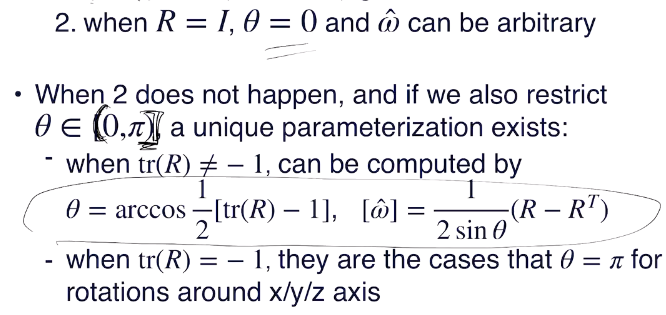 2. when R = I, θ = 0 and ω̂ can be arbitrary
• When 2 does not happen, and if we also restrict
θ ∈ (0,π), a unique parameterization exists:
- when tr(R) ≠ − 1, can be computed by
θ = arccos 1/2 [tr(R) − 1], [ω̂] = 1/(2 sin θ) (R − Rᵀ)
- when tr(R) = − 1, they are the cases that θ = π for
rotations around x/y/z axis